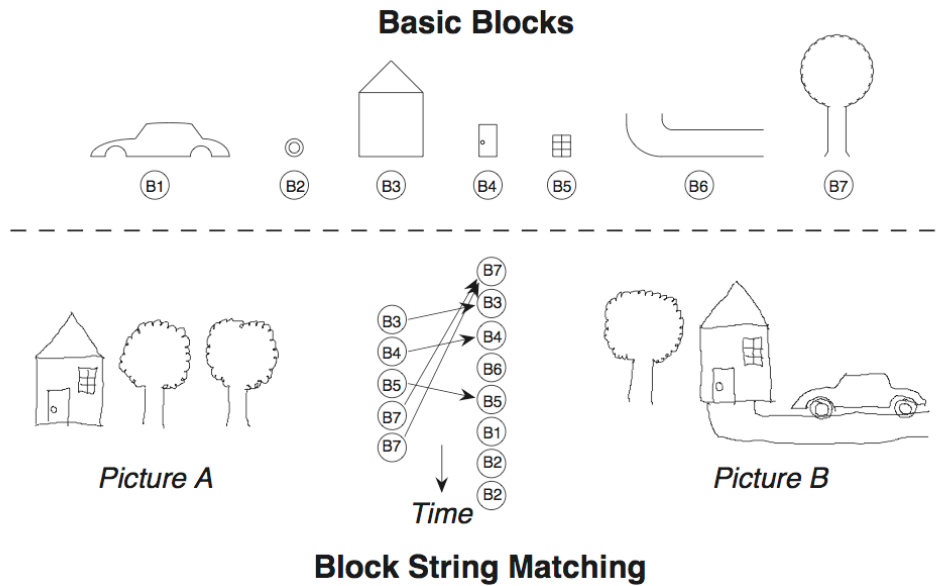 Basic Blocks
B1 B2 B3 B4 B5 B6 B7
B3
B4
B5
B7
B7
B7
B3
B4
B6
B5
B1
B2
B2
Picture A
Time
Picture B
Block String Matching